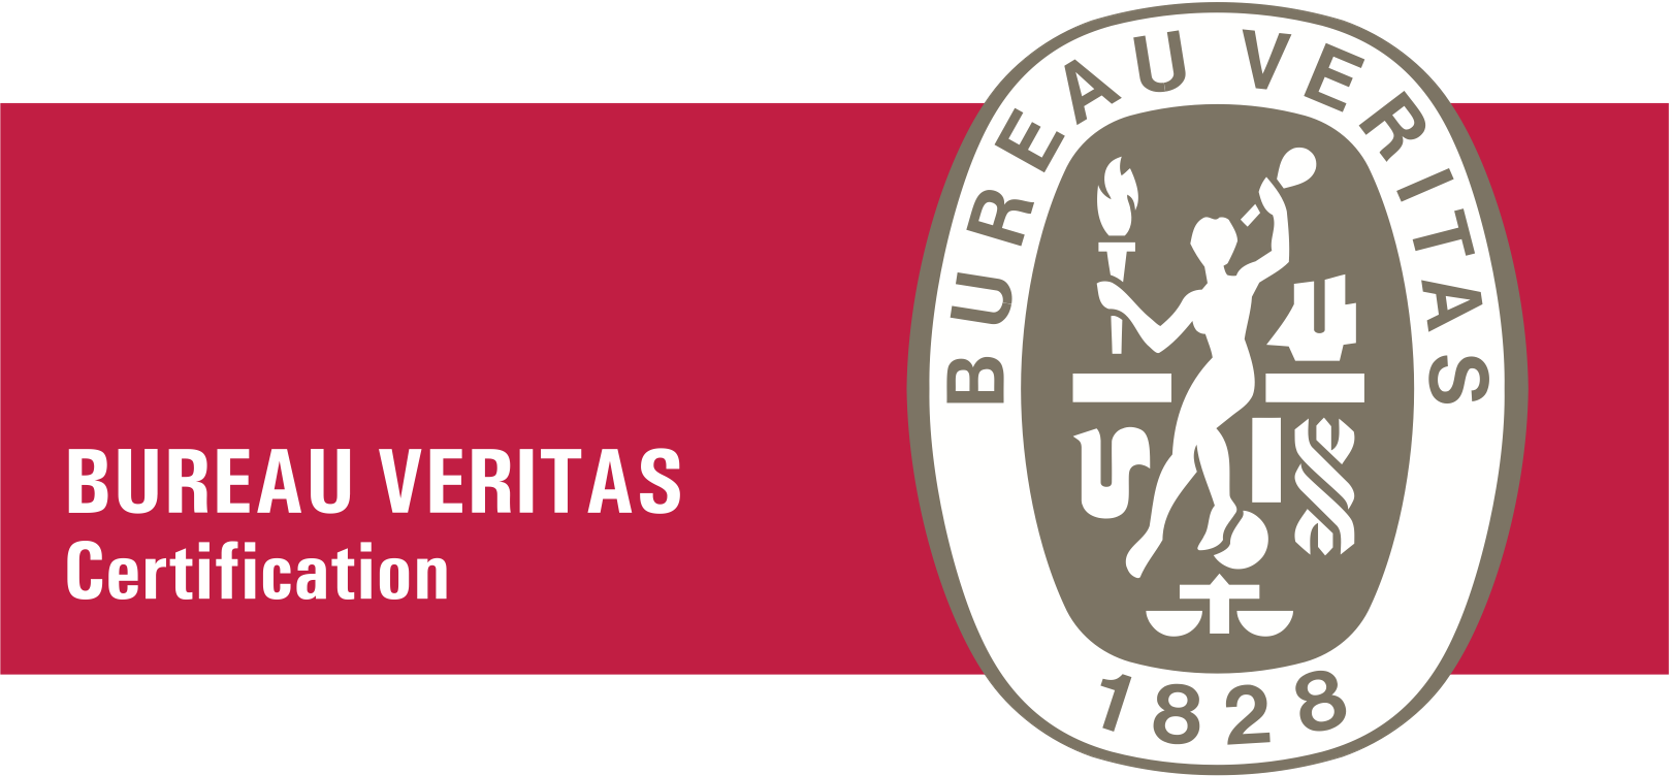 BUREAU VERITAS
Certification
BUREAU VERITAS
1828